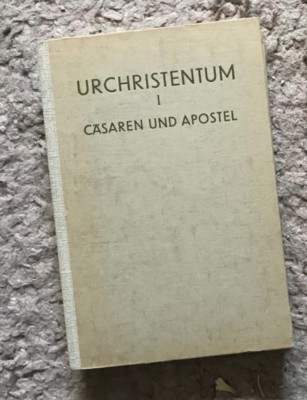 URCHRISTENTUM
I
CÄSAREN UND APOSTEL